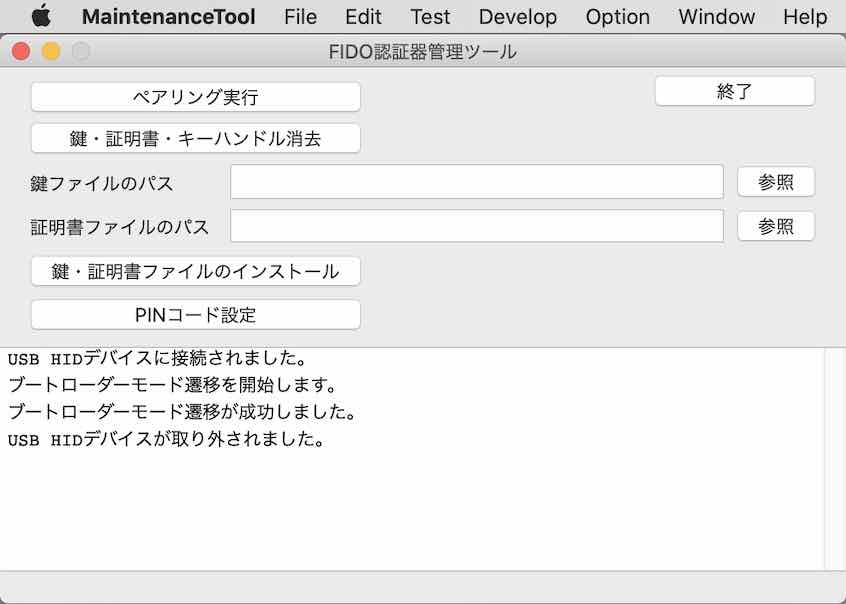 MaintenanceTool File Edit Test Develop Option Window Help
FIDO認証器管理ツール
ペアリング実行 終了
鍵・証明書・キーハンドル消去
鍵ファイルのパス 参照
証明書ファイルのパス 参照
鍵・証明書ファイルのインストール
PINコード設定
USB HIDデバイスに接続されました。
ブートローダーモード遷移を開始します。
ブートローダーモード遷移が成功しました。
USB HIDデバイスが取り外されました。